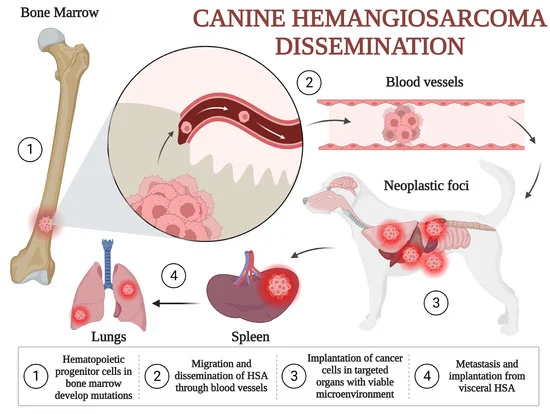 Bone Marrow
CANINE HEMANGIOSARCOMA
DISSEMINATION
2
Blood vessels
1
Neoplastic foci
4
3
Lungs
Spleen
1
Hematopoietic
progenitor cells in
bone marrow
develop mutations
2
Migration and
dissemination of HSA
through blood vessels
3
Implantation of cancer
cells in targeted
organs with viable
microenvironment
4
Metastasis and
implantation from
visceral HSA